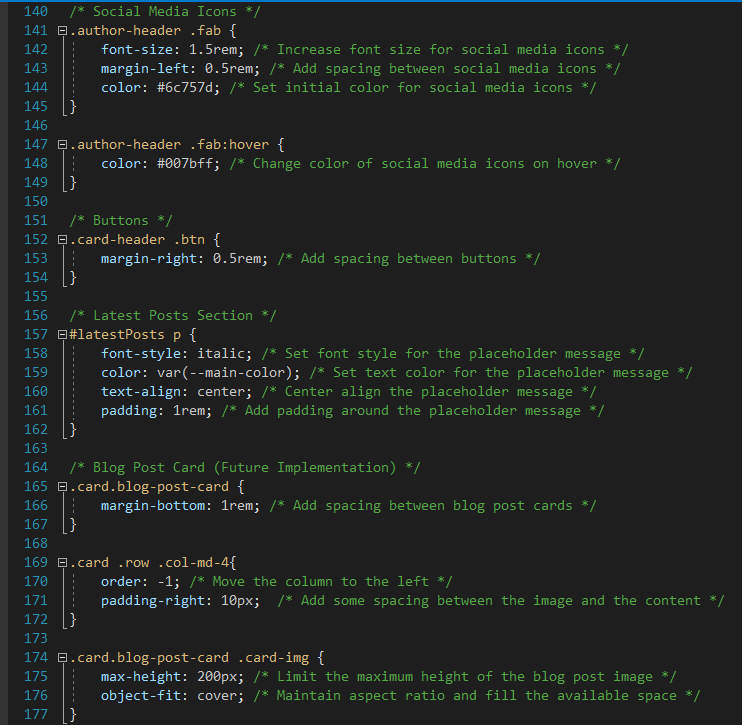 140 /* Social Media Icons */
141 .author-header .fab {
142 font-size: 1.5rem; /* Increase font size for social media icons */
143 margin-left: 0.5rem; /* Add spacing between social media icons */
144 color: #6c757d; /* Set initial color for social media icons */
145 }
146
147 .author-header .fab:hover {
148 color: #007bff; /* Change color of social media icons on hover */
149 }
150
151 /* Buttons */
152 .card-header .btn {
153 margin-right: 0.5rem; /* Add spacing between buttons */
154 }
155
156 /* Latest Posts Section */
157 #latestPosts p {
158 font-style: italic; /* Set font style for the placeholder message */
159 color: var(--main-color); /* Set text color for the placeholder message */
160 text-align: center; /* Center align the placeholder message */
161 padding: 1rem; /* Add padding around the placeholder message */
162 }
163
164 /* Blog Post Card (Future Implementation) */
165 .card.blog-post-card {
166 margin-bottom: 1rem; /* Add spacing between blog post cards */
167 }
168
169 .card .row .col-md-4{
170 order: -1; /* Move the column to the left */
171 padding-right: 10px;  /* Add some spacing between the image and the content */
172 }
173
174 .card.blog-post-card .card-img {
175 max-height: 200px; /* Limit the maximum height of the blog post image */
176 object-fit: cover; /* Maintain aspect ratio and fill the available space */
177 }